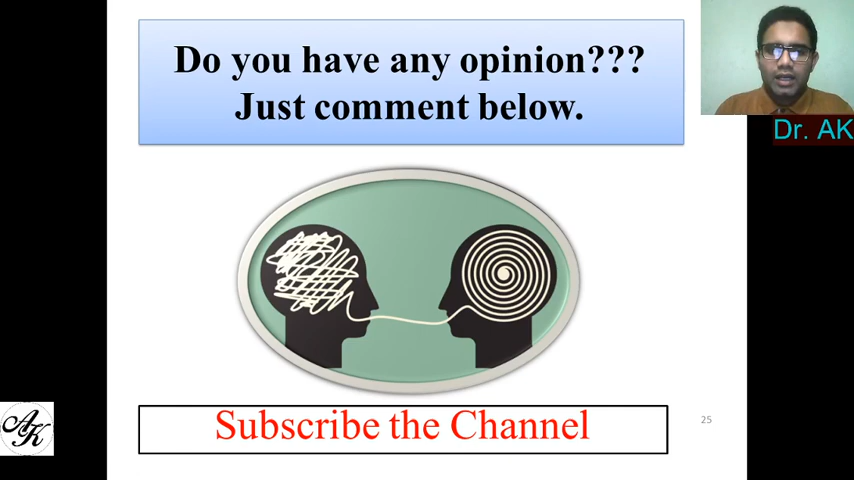 Do you have any opinion???
Just comment below.
Dr. AK
Subscribe the Channel
25
AK